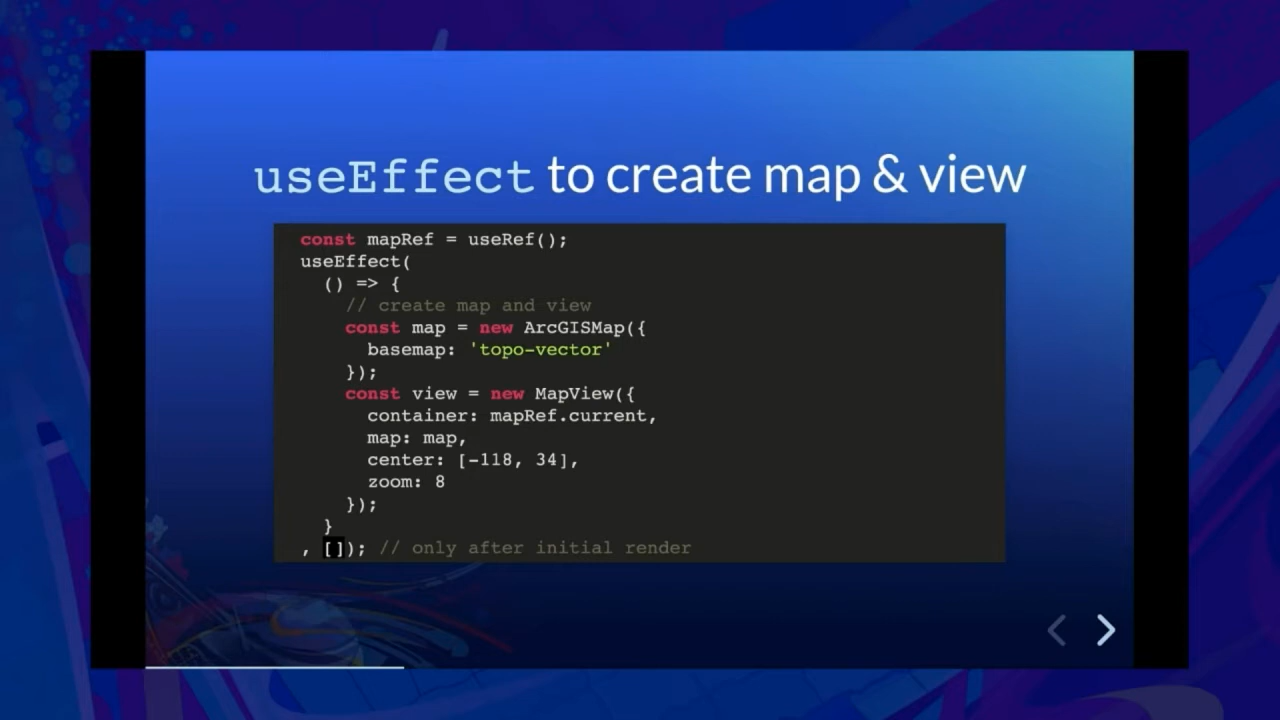 useEffect to create map & view
const mapRef = useRef();
useEffect(
  () => {
    // create map and view
    const map = new ArcGISMap({
      basemap: 'topo-vector'
    });
    const view = new MapView({
      container: mapRef.current,
      map: map,
      center: [-118, 34],
      zoom: 8
    });
  }
, []); // only after initial render